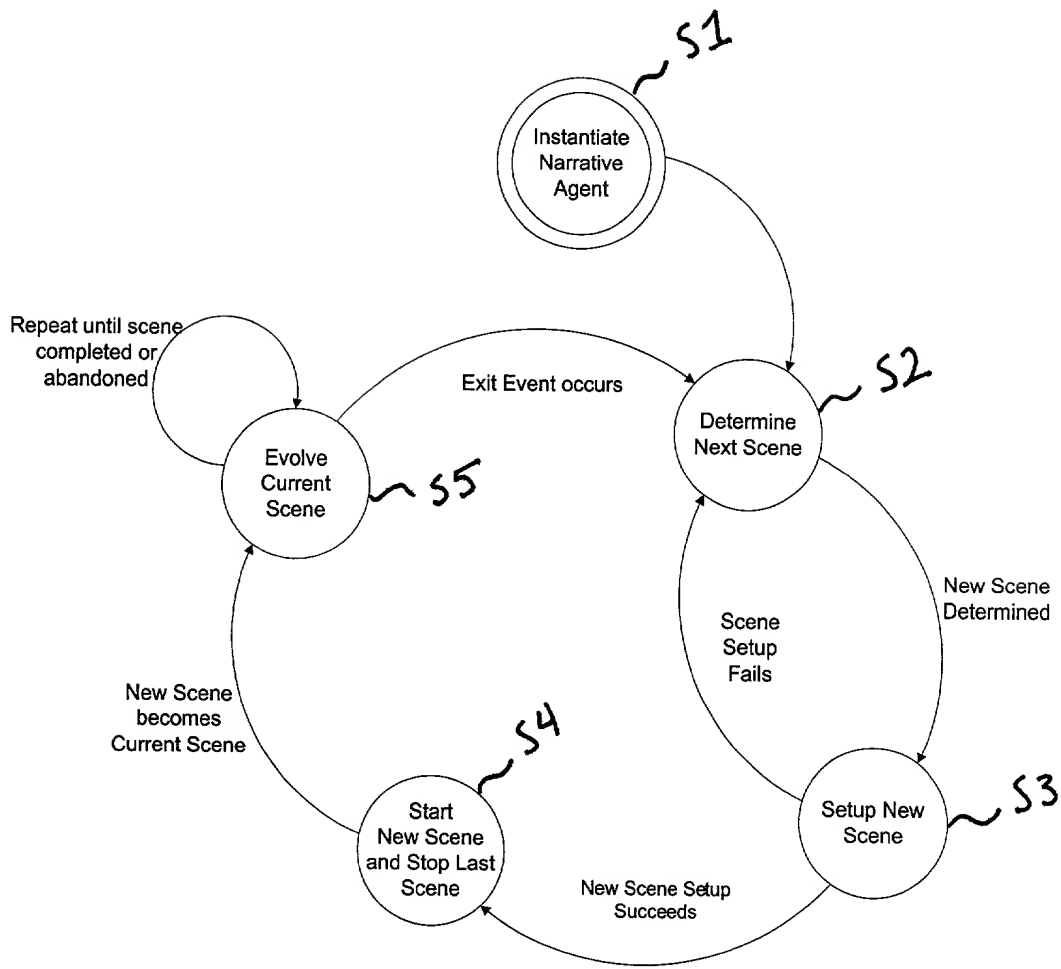 S1
Instantiate
Narrative
Agent
Repeat until scene
completed or
abandoned
Exit Event occurs
S2
Determine
Next Scene
Evolve
Current
Scene
S5
New Scene
Determined
Scene
Setup
Fails
New Scene
becomes
Current Scene
S4
Start
New Scene
and Stop Last
Scene
Setup New
Scene
S3
New Scene Setup
Succeeds